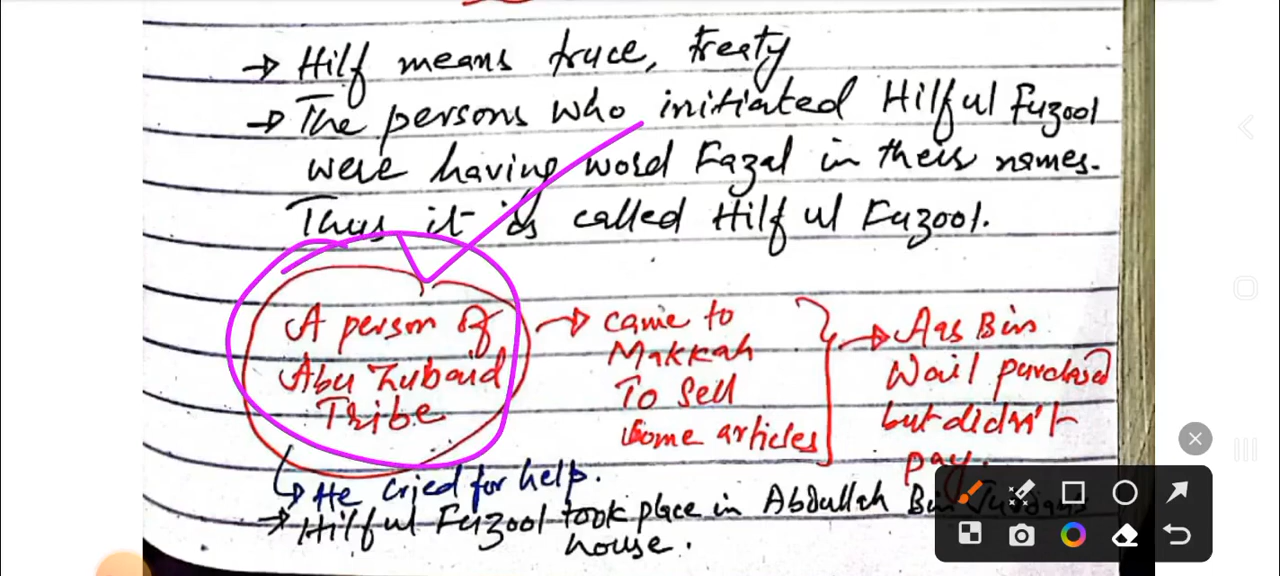 → Hilf means truce, treaty
→ The persons who initiated Hilful Fuzool
were having word Fazal in their names.
Thus it is called Hilf ul Fuzool.
A person of
Abu Zubaid
Tribe
→ came to
Makkah
To Sell
Some articles
→ Aas Bin
Wail purchased
but didn't
pay.
↳ He cried for help.
→ Hilful Fuzool took place in Abdullah Bin
house.